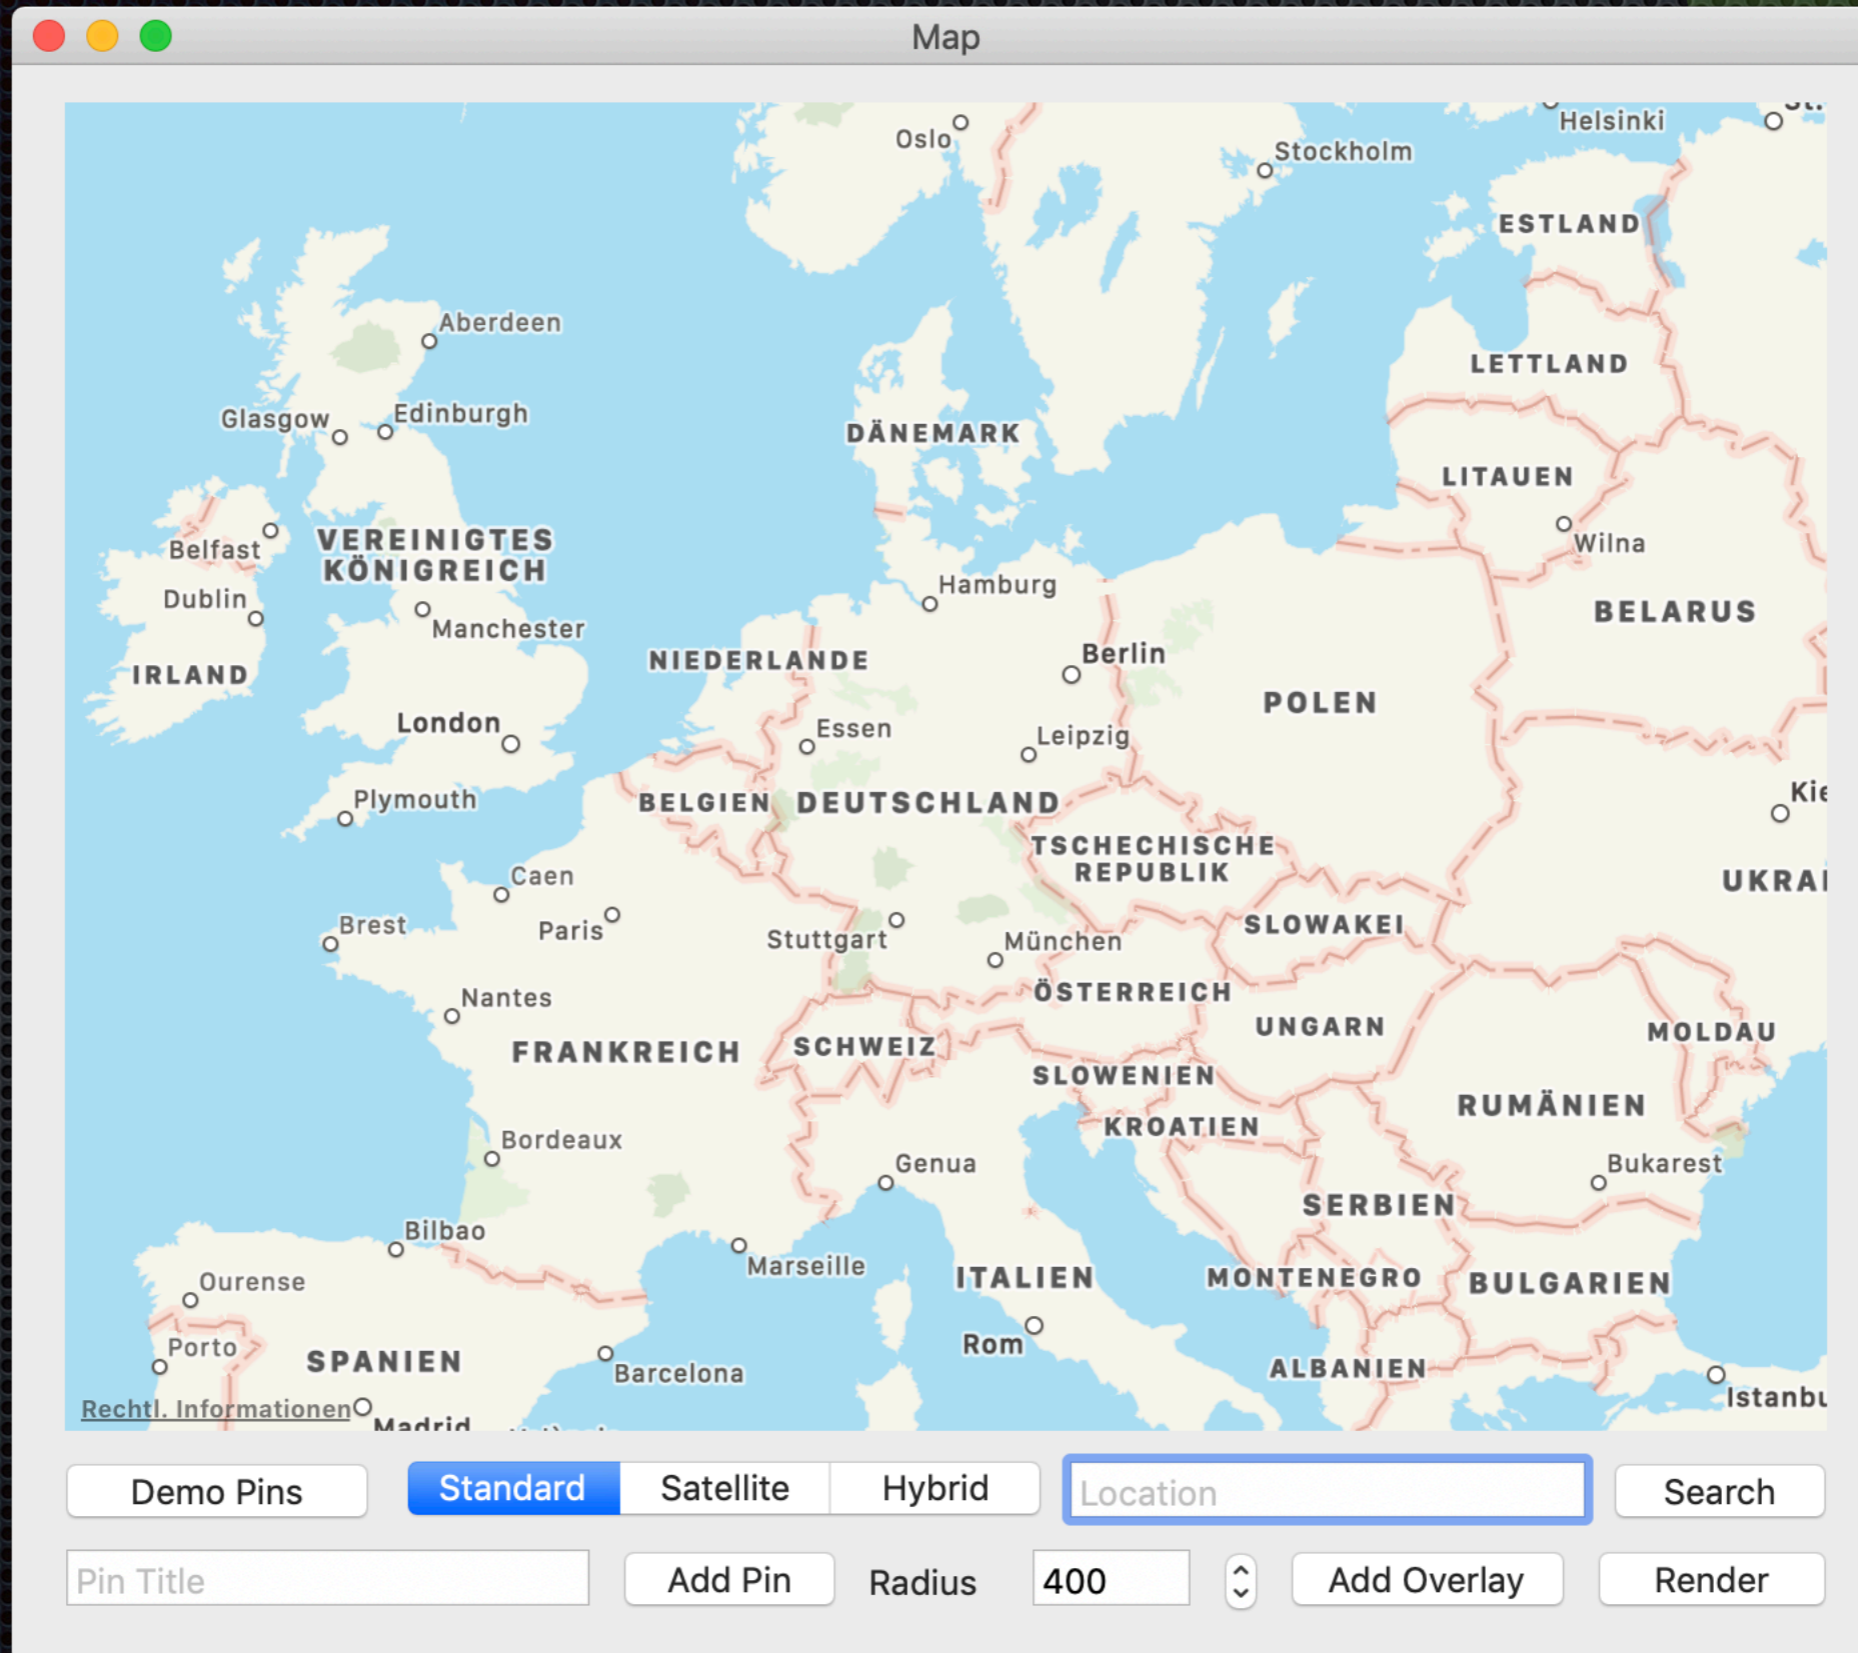 Map
Helsinki
Oslo
Stockholm
ESTLAND
Aberdeen
LETTLAND
Glasgow
Edinburgh
DÄNEMARK
LITAUEN
Wilna
Belfast
VEREINIGTES
KÖNIGREICH
Hamburg
Dublin
BELARUS
Manchester
NIEDERLANDE
Berlin
IRLAND
POLEN
London
Essen
Leipzig
Plymouth
BELGIEN
DEUTSCHLAND
Kie
TSCHECHISCHE
REPUBLIK
Caen
UKRAI
Brest
Paris
Stuttgart
München
SLOWAKEI
Nantes
ÖSTERREICH
UNGARN
MOLDAU
FRANKREICH
SCHWEIZ
SLOWENIEN
RUMÄNIEN
KROATIEN
Bordeaux
Genua
Bukarest
SERBIEN
Bilbao
Marseille
Ourense
ITALIEN
MONTENEGRO
BULGARIEN
Porto
SPANIEN
Rom
Barcelona
ALBANIEN
Istanbu
Rechtl. Informationen
Madrid
Demo Pins
Standard
Satellite
Hybrid
Location
Search
Pin Title
Add Pin
Radius
400
Add Overlay
Render